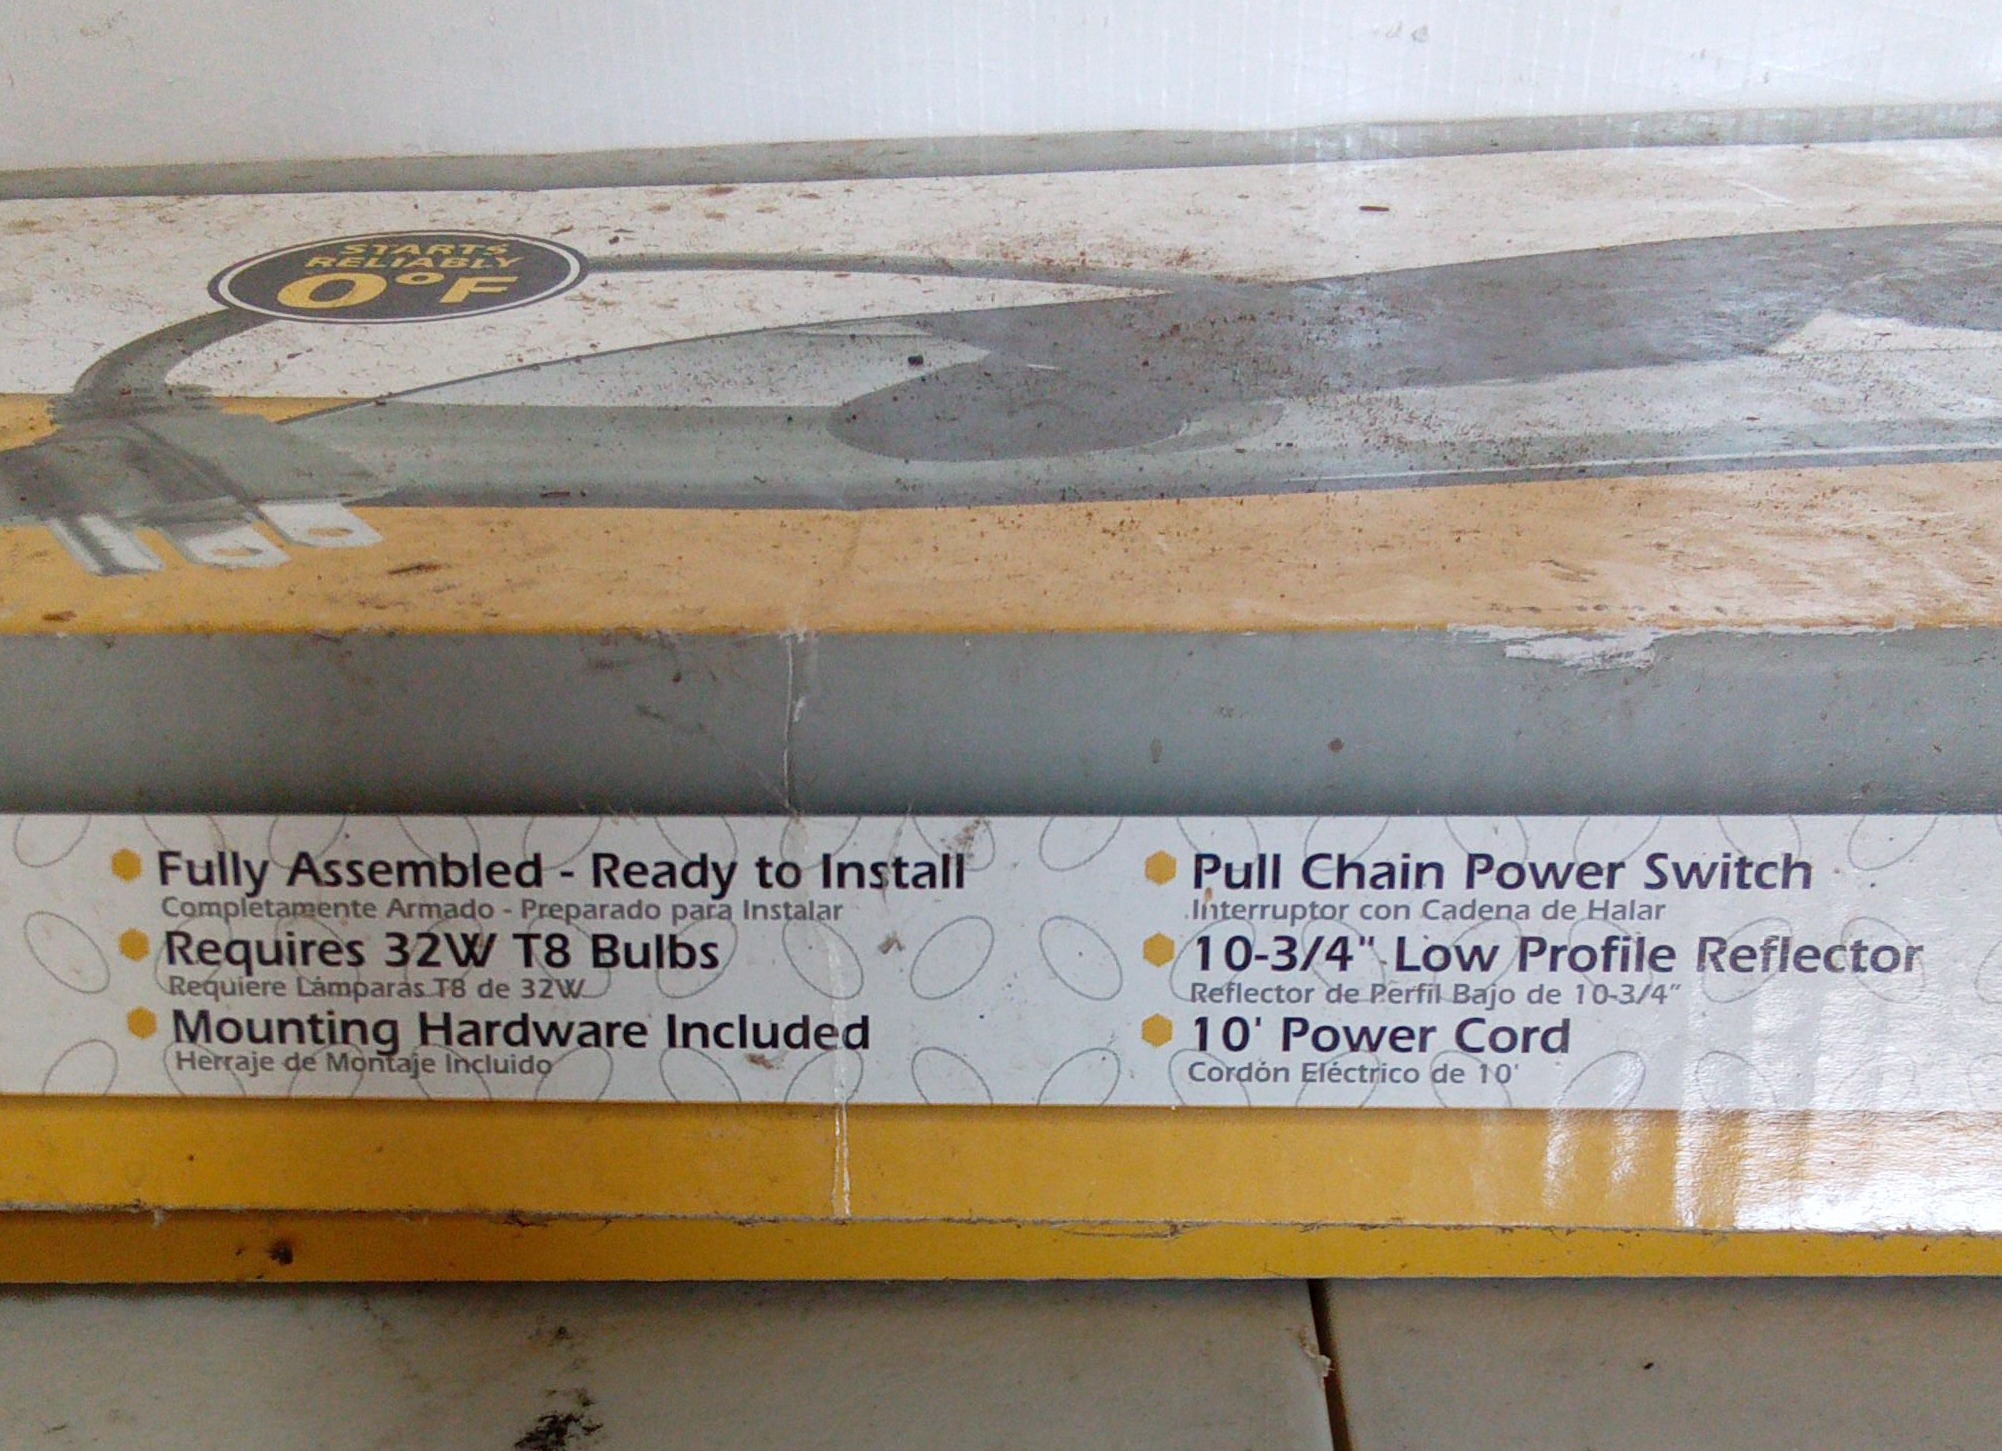 STARTS
RELIABLY
0°F
Fully Assembled - Ready to Install
Completamente Armado - Preparado para Instalar
Requires 32W T8 Bulbs
Requiere Lámparas T8 de 32W
Mounting Hardware Included
Herraje de Montaje Incluido
Pull Chain Power Switch
Interruptor con Cadena de Halar
10-3/4" Low Profile Reflector
Reflector de Perfil Bajo de 10-3/4"
10' Power Cord
Cordón Eléctrico de 10'